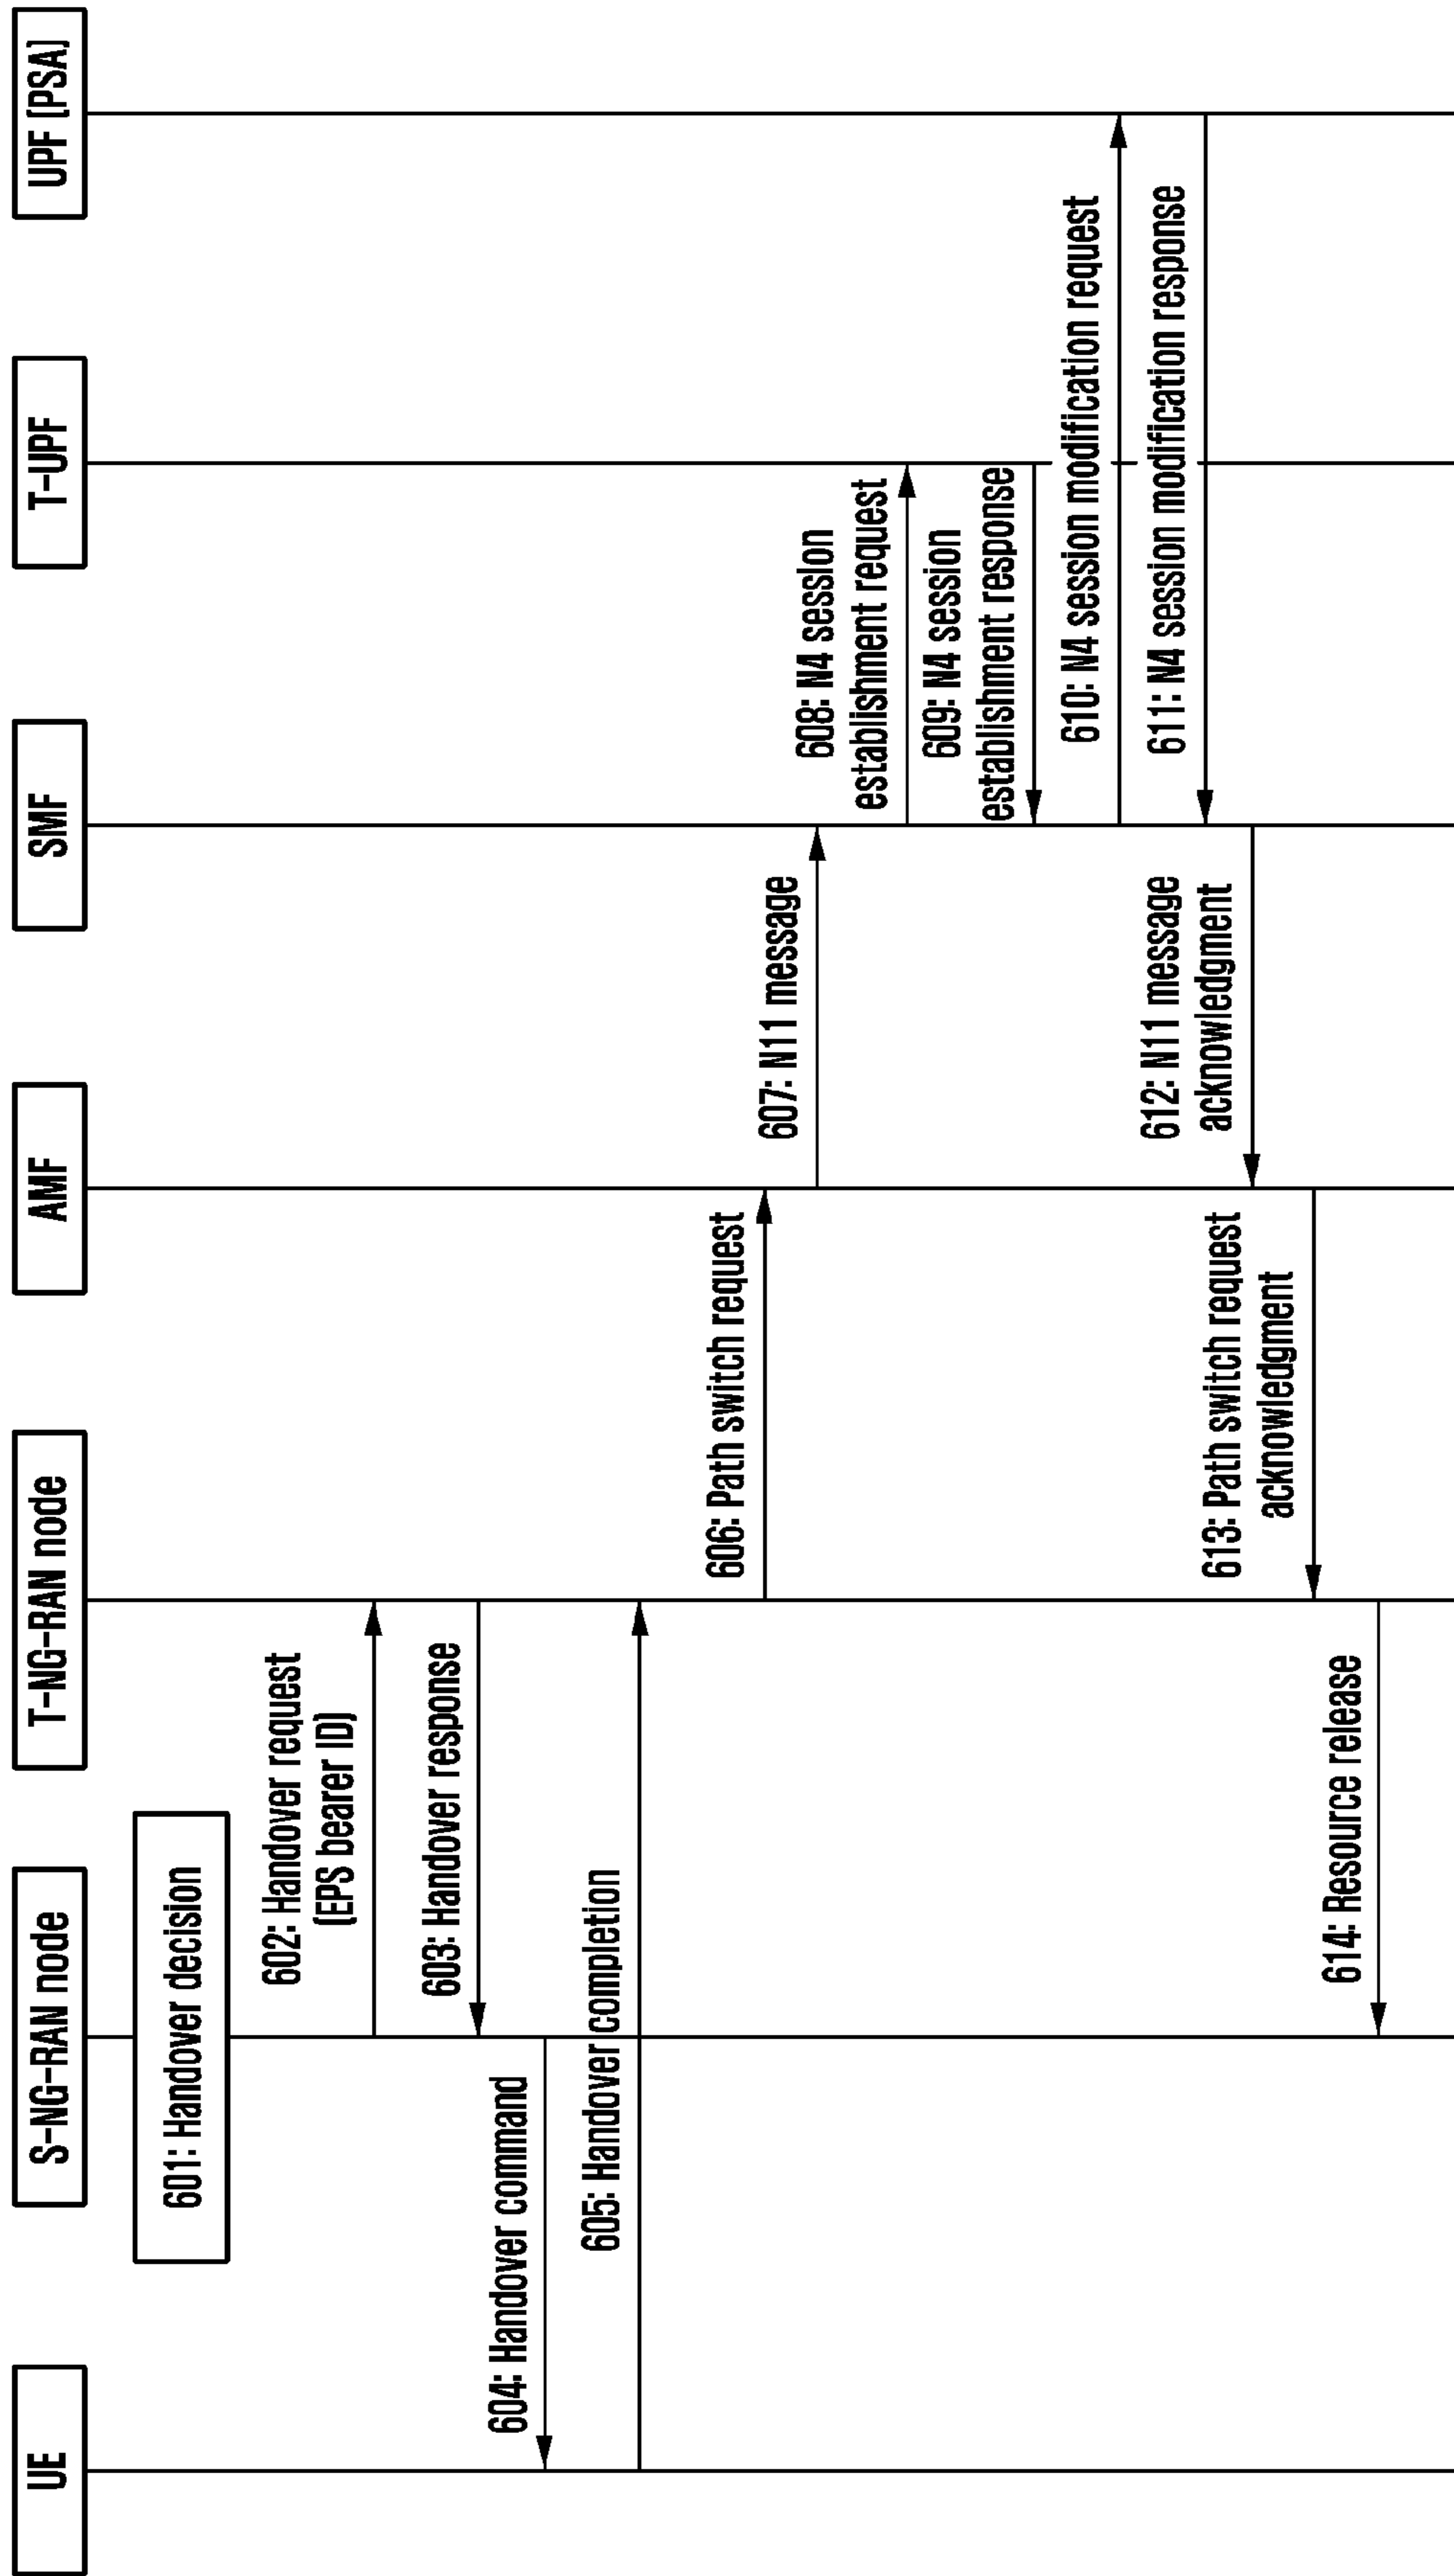 UE
S-NG-RAN node
T-NG-RAN node
AMF
SMF
T-UPF
UPF (PSA)
601: Handover decision
602: Handover request
(EPS bearer ID)
603: Handover response
604: Handover command
605: Handover completion
606: Path switch request
607: N11 message
608: N4 session
establishment request
609: N4 session
establishment response
610: N4 session modification request
611: N4 session modification response
612: N11 message
acknowledgment
613: Path switch request
acknowledgment
614: Resource release